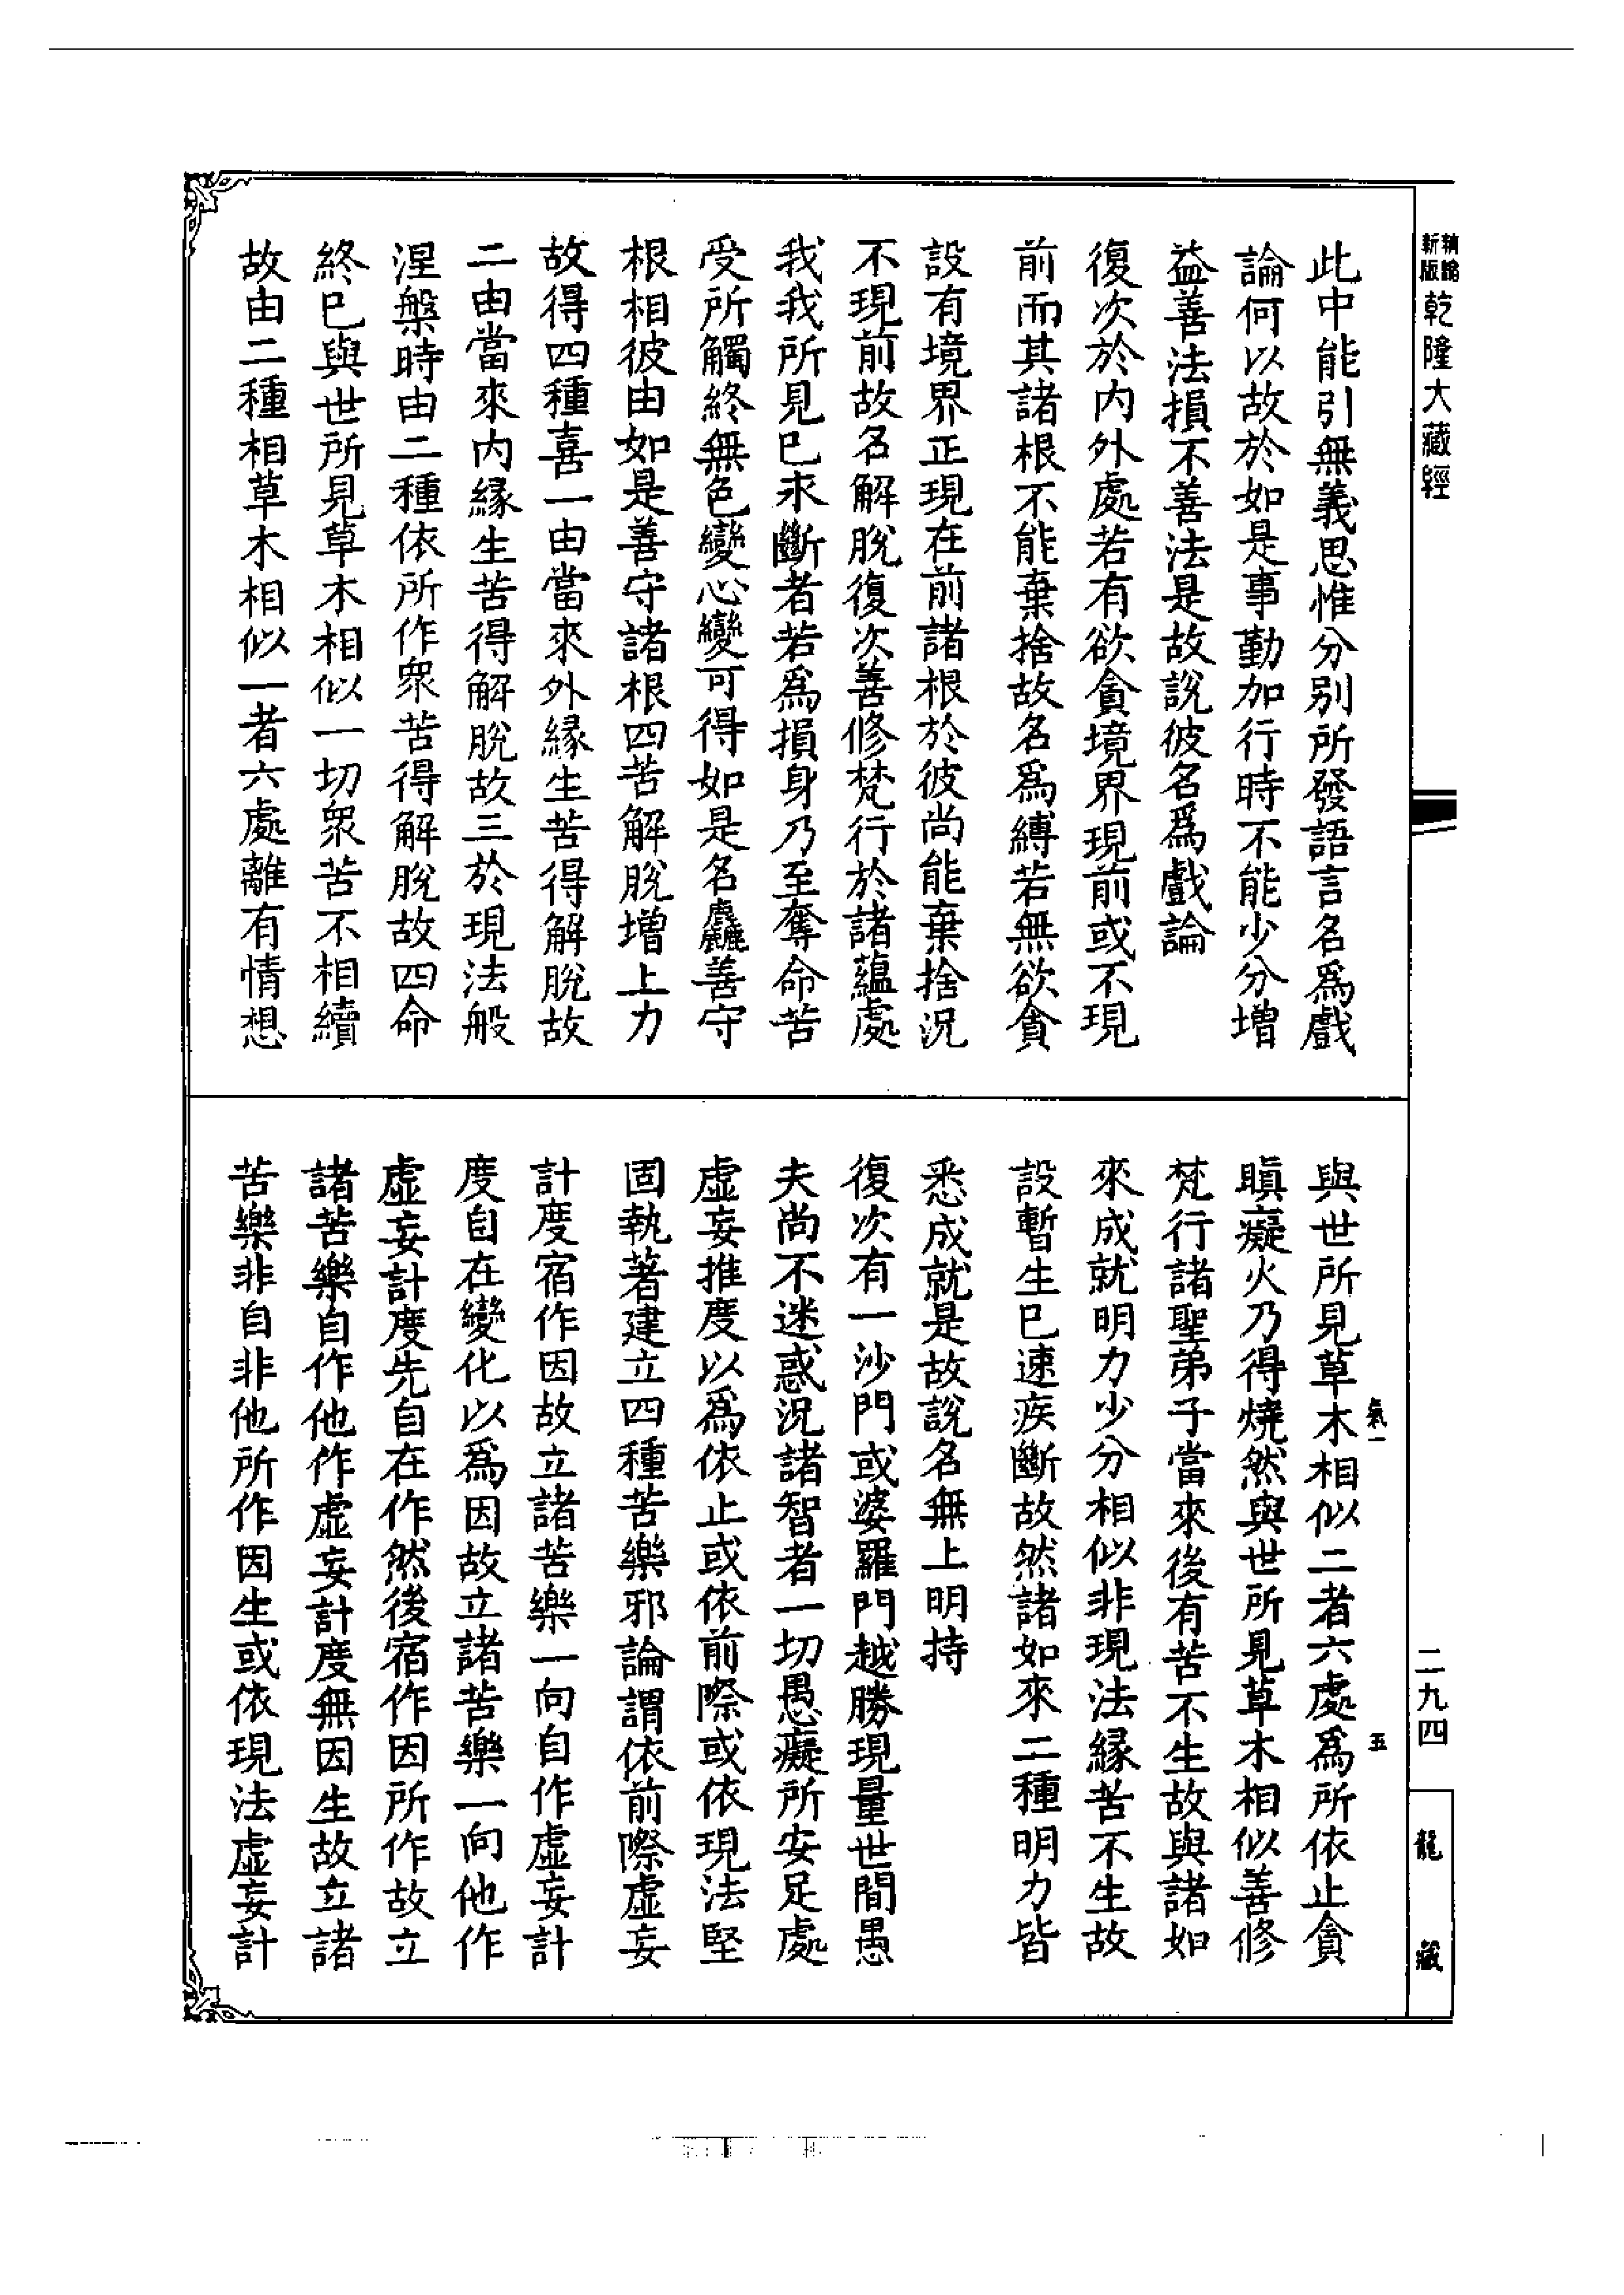 新版
乾隆大藏經
此中能引無義思惟分別所發語言名爲戲
論何以故於如是事勤加行時不能少分增
益善法損不善法是故說彼名爲戲論
復次於內外處若有欲貪境界現前或不現
前而其諸根不能棄捨故名爲縛若無欲貪
設有境界正現在前諸根於彼尚能棄捨況
不現前故名解脫復次善修梵行於諸蘊處
我我所見已永斷者若爲損身乃至奪命苦
受所觸終無色變心變可得如是名麤善守
根相彼由如是善守諸根四苦解脫增上力
故得四種喜一由當來外緣生苦得解脫故
二由當來內緣生苦得解脫故三於現法般
涅槃時由二種依所作衆苦得解脫故四命
終已與世所見草木相似一切衆苦不相續
故由二種相草木相似一者六處離有情想
氣一
五
與世所見草木相似二者六處爲所依止貪
瞋癡火乃得燒然與世所見草木相似善修
梵行諸聖弟子當來後有苦不生故與諸如
來成就明力少分相似非現法緣苦不生故
設暫生已速疾斷故然諸如來二種明力皆
悉成就是故說名無上明持
復次有一沙門或婆羅門越勝現量世間愚
夫尚不迷惑況諸智者一切愚癡所安足處
虛妄推度以爲依止或依前際或依現法堅
固執著建立四種苦樂邪論謂依前際虛妄
計度宿作因故立諸苦樂一向自作虛妄計
度自在變化以爲因故立諸苦樂一向他作
虛妄計度先自在作然後宿作因所作故立
諸苦樂自作他作虛妄計度無因生故立諸
苦樂非自非他所作因生或依現法虛妄計
二九四
龍藏